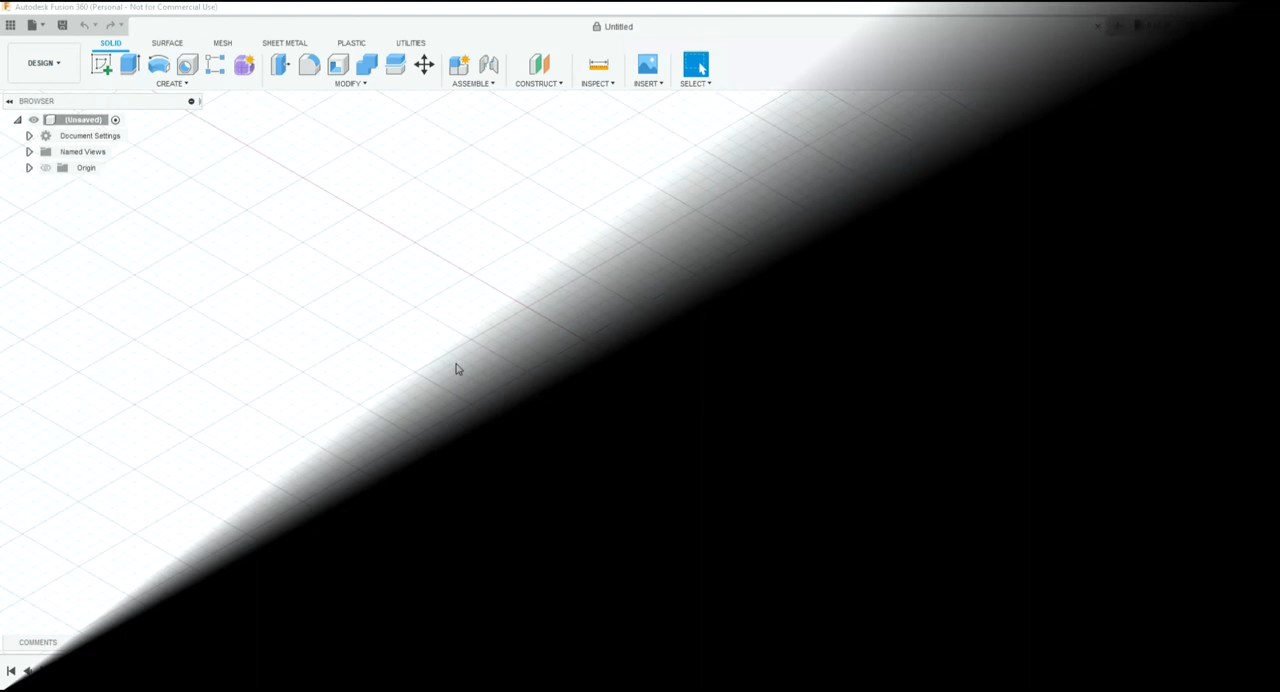 Autodesk Fusion 360 (Personal - Not for Commercial Use)
Untitled
SOLID SURFACE MESH SHEET METAL PLASTIC UTILITIES
DESIGN
CREATE MODIFY ASSEMBLE CONSTRUCT INSPECT INSERT SELECT
BROWSER
(Unsaved)
Document Settings
Named Views
Origin
COMMENTS